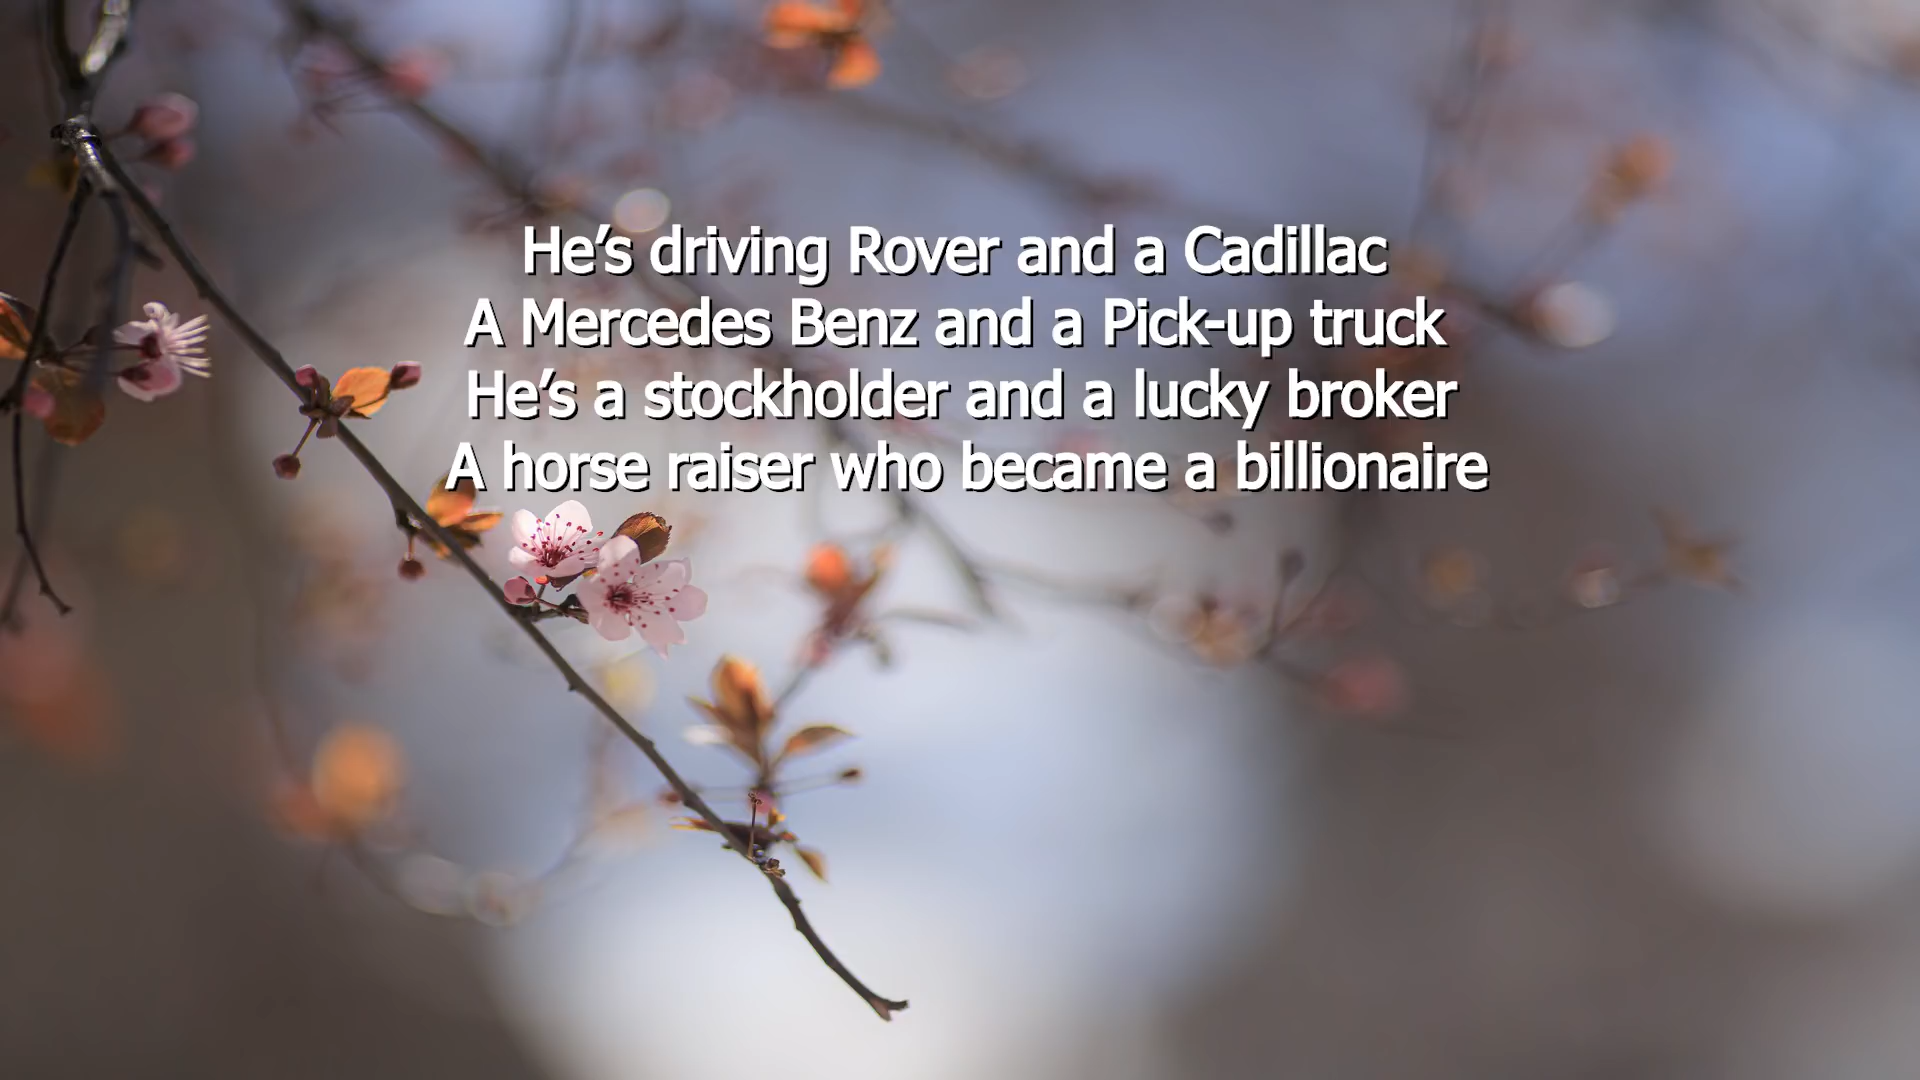 He’s driving Rover and a Cadillac
A Mercedes Benz and a Pick-up truck
He’s a stockholder and a lucky broker
A horse raiser who became a billionaire